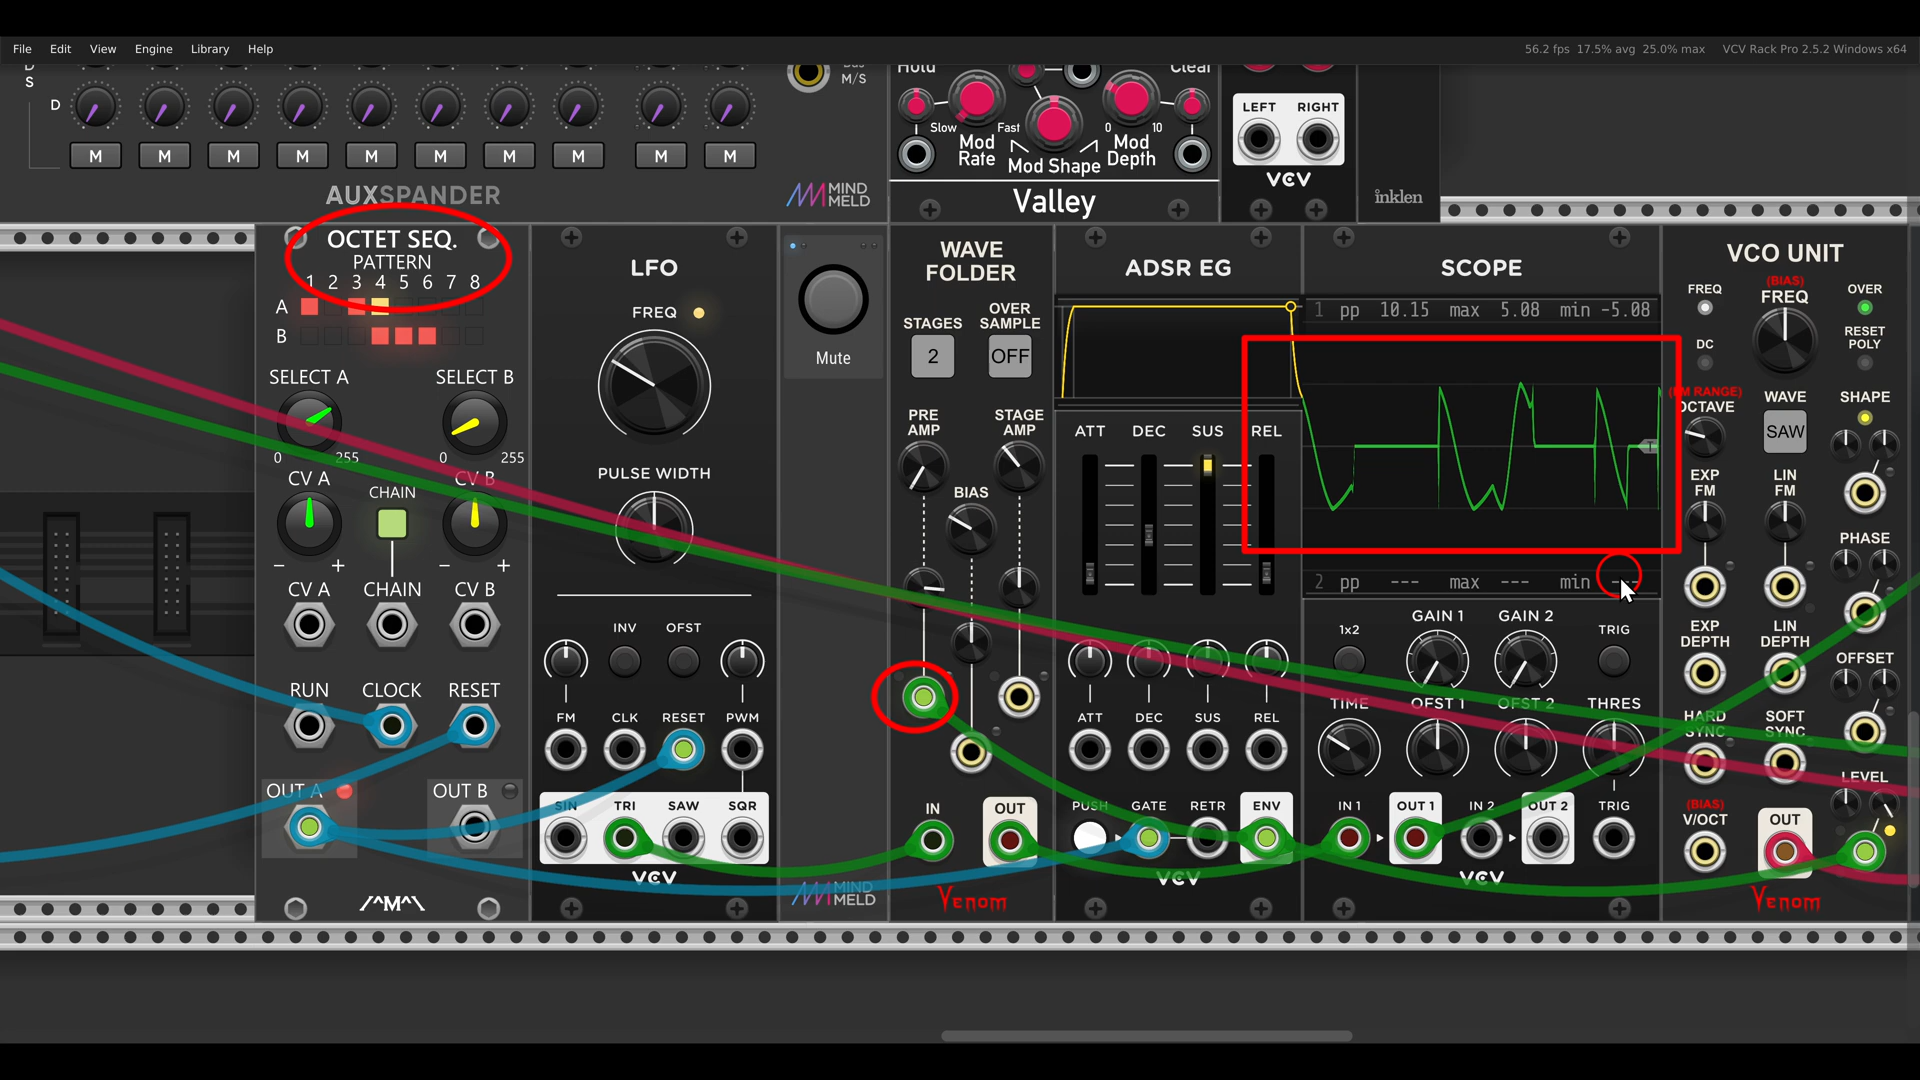 File Edit View Engine Library Help
56.2 fps 17.5% avg 25.0% max VCV Rack Pro 2.5.2 Windows x64
S
D
M/S
M M M M M M M M M M
AUXSPANDER
MIND
MELD
Hold Clear
Slow Fast 0 10
Mod
Rate
Mod Shape
Mod
Depth
Valley
LEFT RIGHT
VCV
inklen
OCTET SEQ.
PATTERN
1 2 3 4 5 6 7 8
A
B
SELECT A SELECT B
0 255 0 255
CV A CHAIN CV B
− + − +
CV A CHAIN CV B
RUN CLOCK RESET
OUT A OUT B
LFO
FREQ
PULSE WIDTH
INV OFST
FM CLK RESET PWM
SIN TRI SAW SQR
VCV
Mute
MIND
MELD
WAVE
FOLDER
STAGES
OVER
SAMPLE
2 OFF
PRE
AMP
STAGE
AMP
BIAS
IN OUT
Venom
ADSR EG
ATT DEC SUS REL
ATT DEC SUS REL
PUSH GATE RETR ENV
VCV
SCOPE
1 pp 10.15 max 5.08 min -5.08
2 pp --- max --- min
1x2 GAIN 1 GAIN 2 TRIG
TIME OFST 1 OFST 2 THRES
IN 1 OUT 1 IN 2 OUT 2 TRIG
VCV
VCO UNIT
FREQ
(BIAS)
FREQ
OVER
DC
RESET
POLY
OCTAVE
WAVE
SAW
SHAPE
EXP
FM
LIN
FM
PHASE
EXP
DEPTH
LIN
DEPTH
OFFSET
HARD
SYNC
SOFT
SYNC
LEVEL
(BIAS)
V/OCT
OUT
Venom